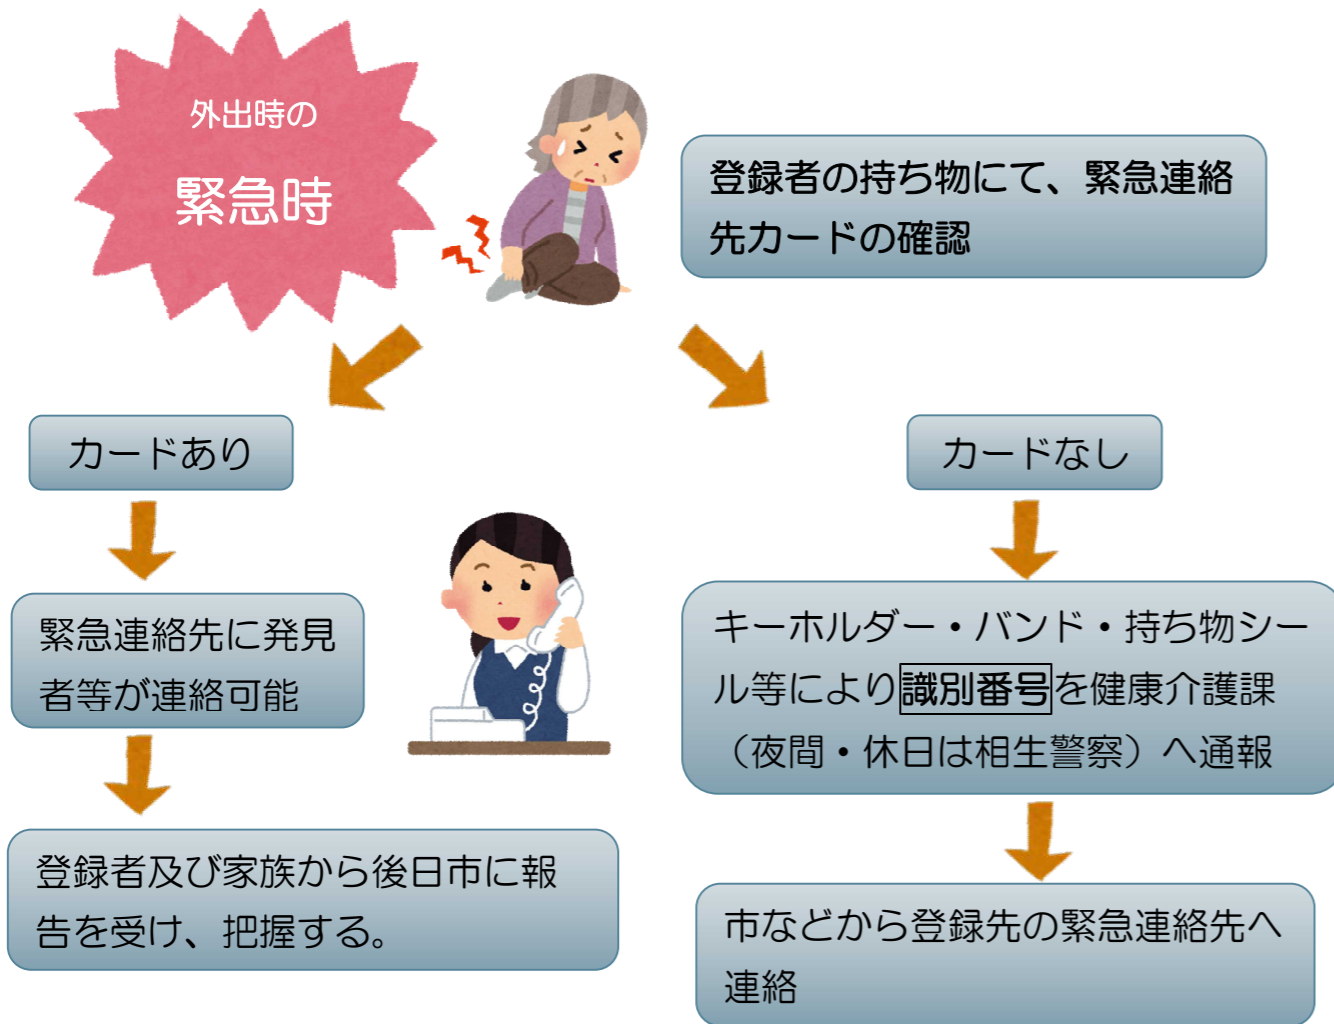 外出時の
緊急時
登録者の持ち物にて、緊急連絡
先カードの確認
カードあり
カードなし
緊急連絡先に発見
者等が連絡可能
キーホルダー・バンド・持ち物シー
ル等により識別番号を健康介護課
（夜間・休日は相生警察）へ通報
登録者及び家族から後日市に報
告を受け、把握する。
市などから登録先の緊急連絡先へ
連絡